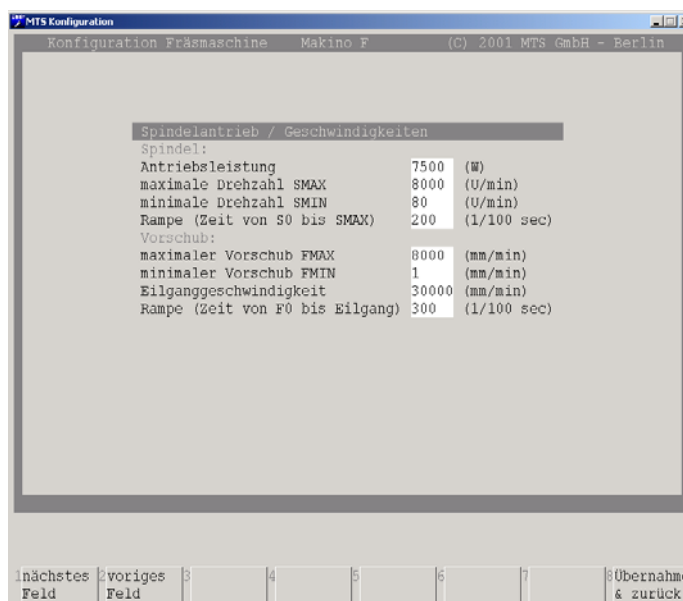 MTS Konfiguration
Konfiguration Fräsmaschine Makino F (C) 2001 MTS GmbH - Berlin
Spindelantrieb / Geschwindigkeiten
Spindel:
Antriebsleistung 7500 (W)
maximale Drehzahl SMAX 8000 (U/min)
minimale Drehzahl SMIN 80 (U/min)
Rampe (Zeit von S0 bis SMAX) 200 (1/100 sec)
Vorschub:
maximaler Vorschub FMAX 8000 (mm/min)
minimaler Vorschub FMIN 1 (mm/min)
Eilganggeschwindigkeit 30000 (mm/min)
Rampe (Zeit von F0 bis Eilgang) 300 (1/100 sec)
1 nächstes Feld
2 voriges Feld
3
4
5
6
7
8 Übernahme & zurück